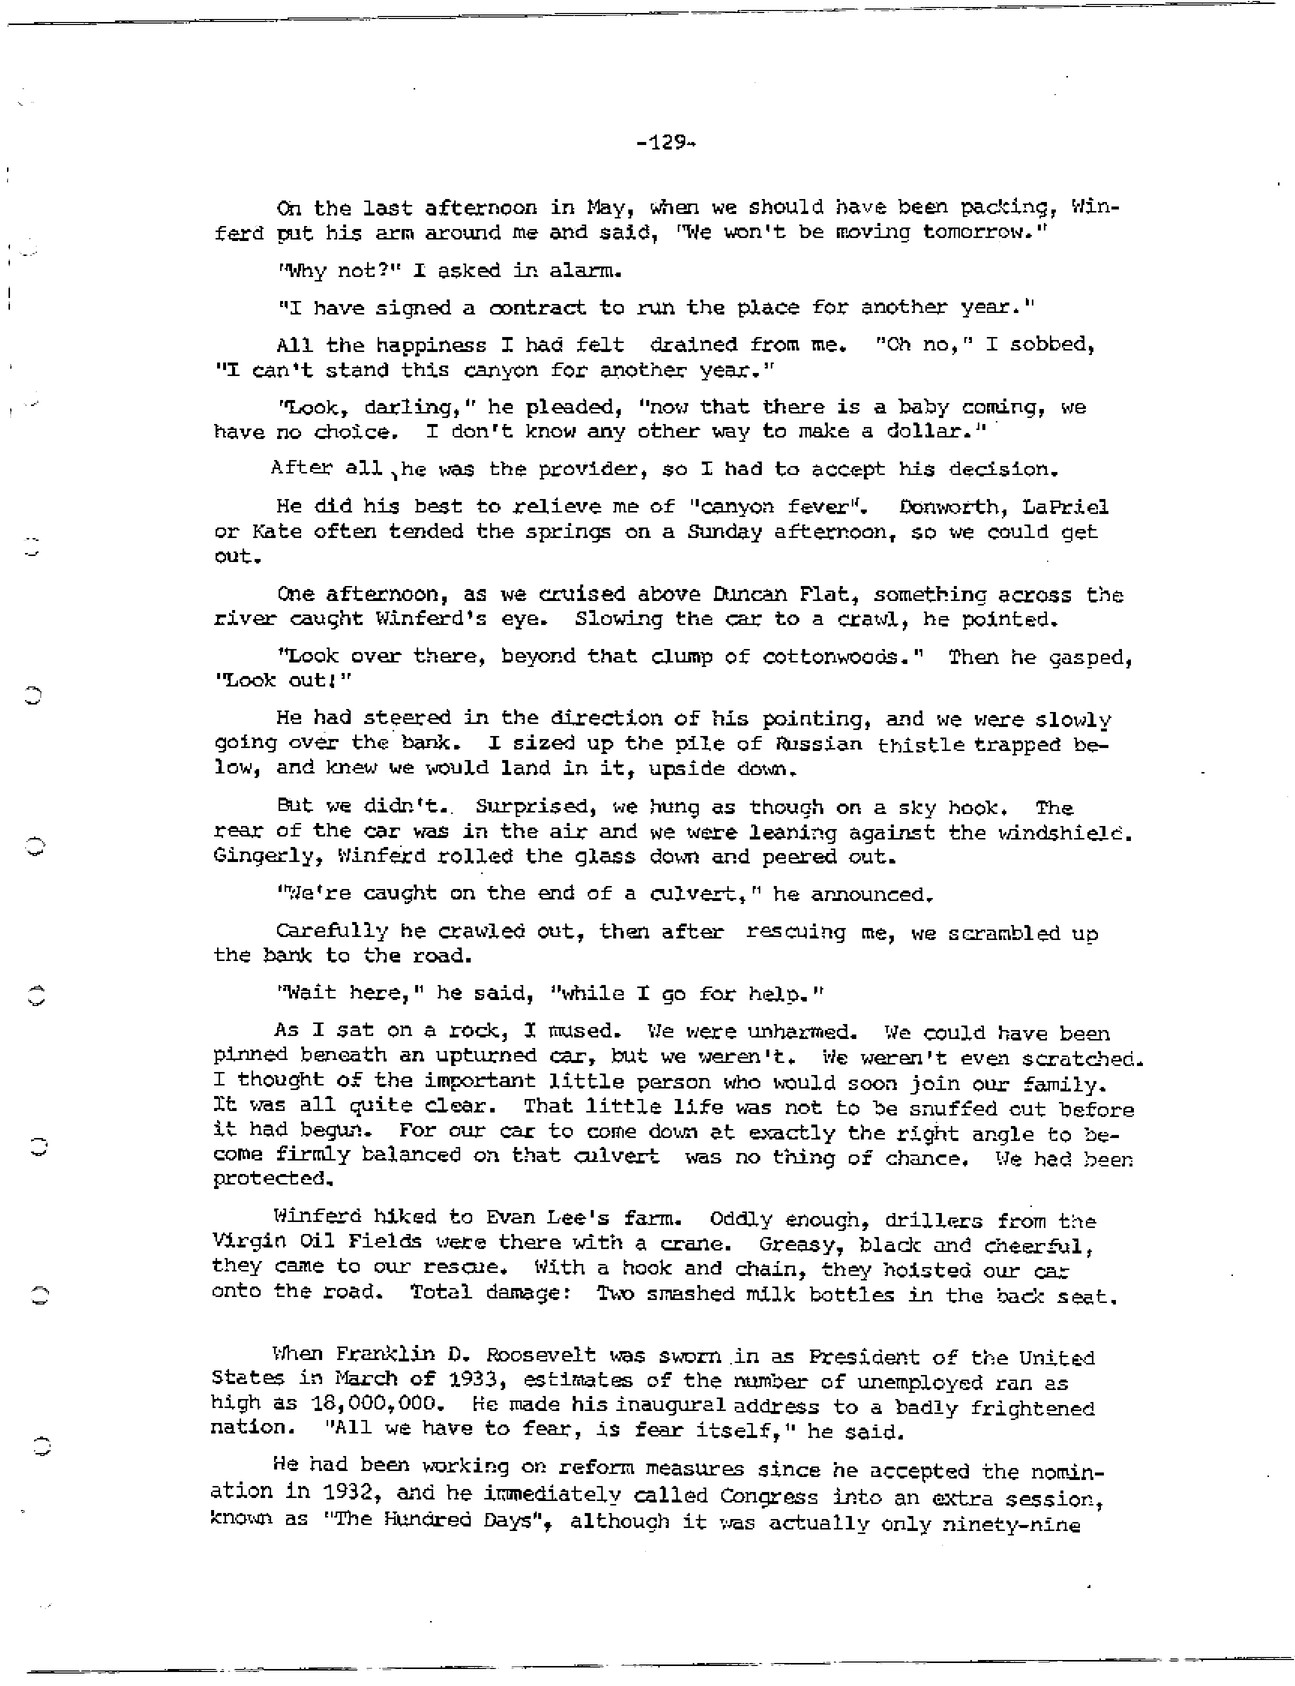 -129-
On the last afternoon in May, when we should have been packing, Win-
ferd put his arm around me and said, "We won't be moving tomorrow."
"Why not?" I asked in alarm.
"I have signed a contract to run the place for another year."
All the happiness I had felt drained from me. "Oh no," I sobbed,
"I can't stand this canyon for another year."
"Look, darling," he pleaded, "now that there is a baby coming, we
have no choice. I don't know any other way to make a dollar."
After all, he was the provider, so I had to accept his decision.
He did his best to relieve me of "canyon fever". Donworth, LaPriel
or Kate often tended the springs on a Sunday afternoon, so we could get
out.
One afternoon, as we cruised above Duncan Flat, something across the
river caught Winferd's eye. Slowing the car to a crawl, he pointed.
"Look over there, beyond that clump of cottonwoods." Then he gasped,
"Look out!"
He had steered in the direction of his pointing, and we were slowly
going over the bank. I sized up the pile of Russian thistle trapped be-
low, and knew we would land in it, upside down.
But we didn't. Surprised, we hung as though on a sky hook. The
rear of the car was in the air and we were leaning against the windshield.
Gingerly, Winferd rolled the glass down and peered out.
"We're caught on the end of a culvert," he announced.
Carefully he crawled out, then after rescuing me, we scrambled up
the bank to the road.
"Wait here," he said, "while I go for help."
As I sat on a rock, I mused. We were unharmed. We could have been
pinned beneath an upturned car, but we weren't. We weren't even scratched.
I thought of the important little person who would soon join our family.
It was all quite clear. That little life was not to be snuffed out before
it had begun. For our car to come down at exactly the right angle to be-
come firmly balanced on that culvert was no thing of chance. We had been
protected.
Winferd hiked to Evan Lee's farm. Oddly enough, drillers from the
Virgin Oil Fields were there with a crane. Greasy, black and cheerful,
they came to our rescue. With a hook and chain, they hoisted our car
onto the road. Total damage: Two smashed milk bottles in the back seat.
When Franklin D. Roosevelt was sworn in as President of the United
States in March of 1933, estimates of the number of unemployed ran as
high as 18,000,000. He made his inaugural address to a badly frightened
nation. "All we have to fear, is fear itself," he said.
He had been working on reform measures since he accepted the nomin-
ation in 1932, and he immediately called Congress into an extra session,
known as "The Hundred Days", although it was actually only ninety-nine